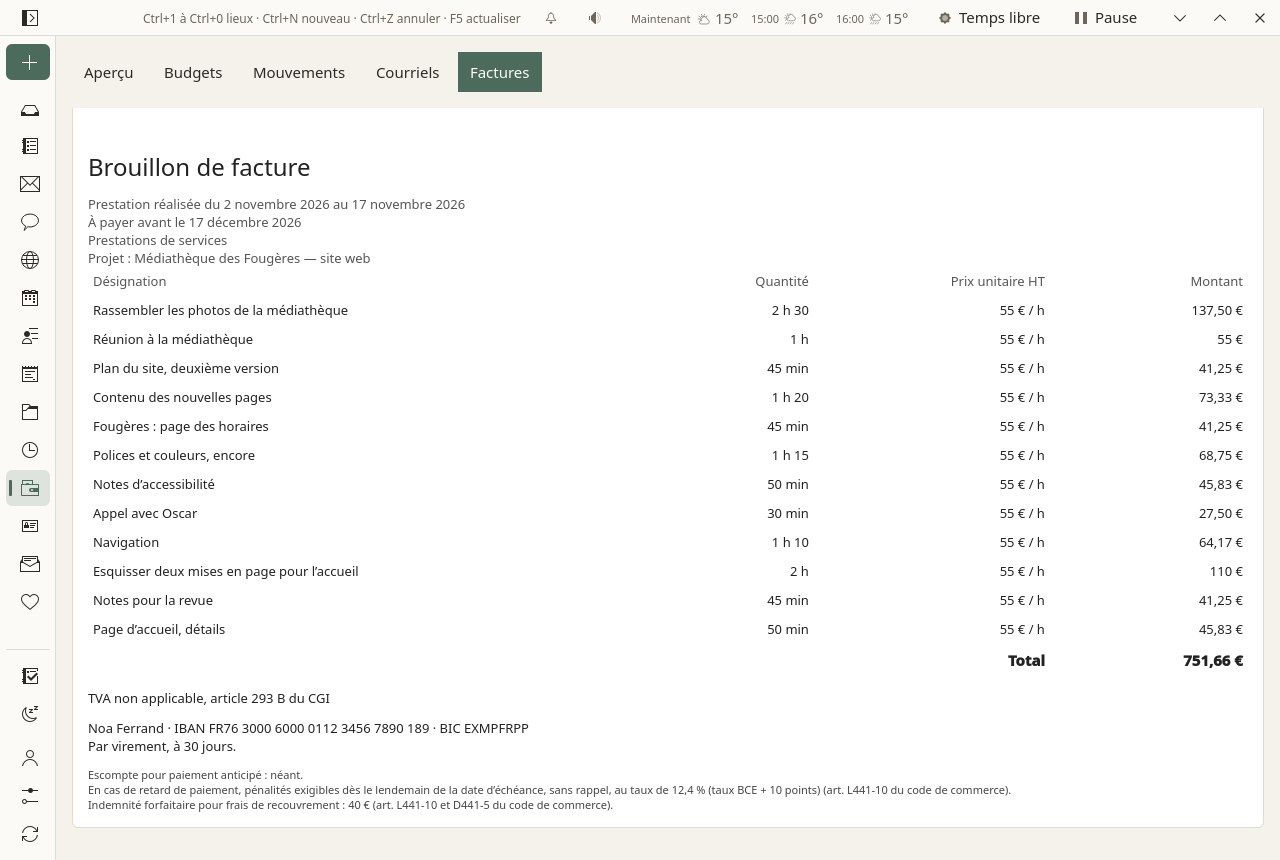 Ctrl+1 à Ctrl+0 lieux · Ctrl+N nouveau · Ctrl+Z annuler · F5 actualiser
Maintenant 15° 15:00 16° 16:00 15°
Temps libre
Pause
Aperçu Budgets Mouvements Courriels Factures
Brouillon de facture
Prestation réalisée du 2 novembre 2026 au 17 novembre 2026
À payer avant le 17 décembre 2026
Prestations de services
Projet : Médiathèque des Fougères — site web
Désignation Quantité Prix unitaire HT Montant
Rassembler les photos de la médiathèque 2 h 30 55 € / h 137,50 €
Réunion à la médiathèque 1 h 55 € / h 55 €
Plan du site, deuxième version 45 min 55 € / h 41,25 €
Contenu des nouvelles pages 1 h 20 55 € / h 73,33 €
Fougères : page des horaires 45 min 55 € / h 41,25 €
Polices et couleurs, encore 1 h 15 55 € / h 68,75 €
Notes d’accessibilité 50 min 55 € / h 45,83 €
Appel avec Oscar 30 min 55 € / h 27,50 €
Navigation 1 h 10 55 € / h 64,17 €
Esquisser deux mises en page pour l’accueil 2 h 55 € / h 110 €
Notes pour la revue 45 min 55 € / h 41,25 €
Page d’accueil, détails 50 min 55 € / h 45,83 €
Total 751,66 €
TVA non applicable, article 293 B du CGI
Noa Ferrand · IBAN FR76 3000 6000 0112 3456 7890 189 · BIC EXMPFRPP
Par virement, à 30 jours.
Escompte pour paiement anticipé : néant.
En cas de retard de paiement, pénalités exigibles dès le lendemain de la date d’échéance, sans rappel, au taux de 12,4 % (taux BCE + 10 points) (art. L441-10 du code de commerce).
Indemnité forfaitaire pour frais de recouvrement : 40 € (art. L441-10 et D441-5 du code de commerce).